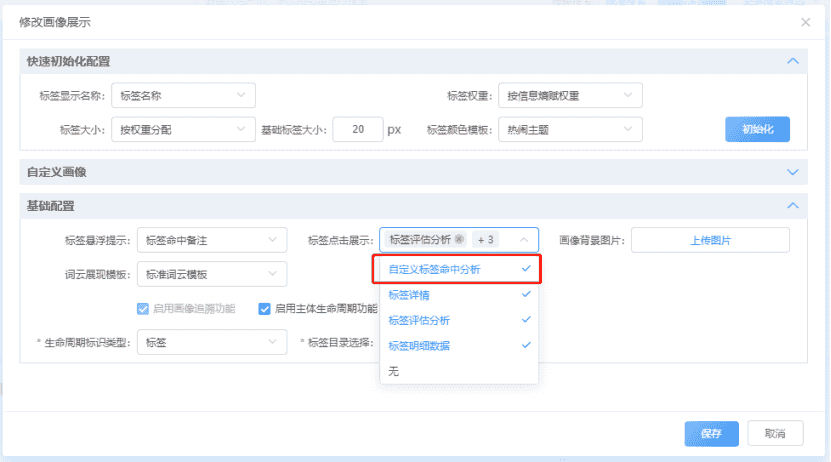 修改画像展示
快速初始化配置
标签显示名称: 标签名称 标签权重: 按信息熵赋权重
标签大小: 按权重分配 基础标签大小: 20 px 标签颜色模板: 热闹主题 初始化
自定义画像
基础配置
标签悬浮提示: 标签命中备注 标签点击展示: 标签评估分析 + 3 画像背景图片: 上传图片
词云展现模板: 标准词云模板 自定义标签命中分析
标签详情
启用画像追溯功能 启用主体生命周期功能
标签评估分析
* 生命周期标识类型: 标签 * 标签目录选择: 标签明细数据
无
保存 取消